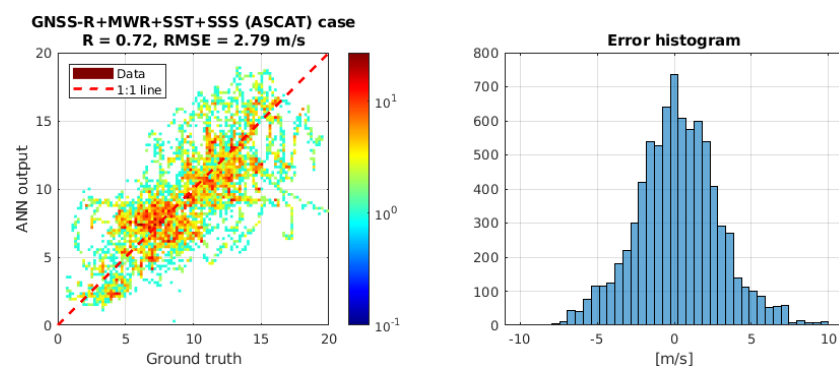 GNSS-R+MWR+SST+SSS (ASCAT) case
R = 0.72, RMSE = 2.79 m/s
20
15
10
5
0
ANN output
Data
1:1 line
0 5 10 15 20
Ground truth
10^1
10^0
10^-1
Error histogram
800
700
600
500
400
300
200
100
0
-10 -5 0 5 10
[m/s]